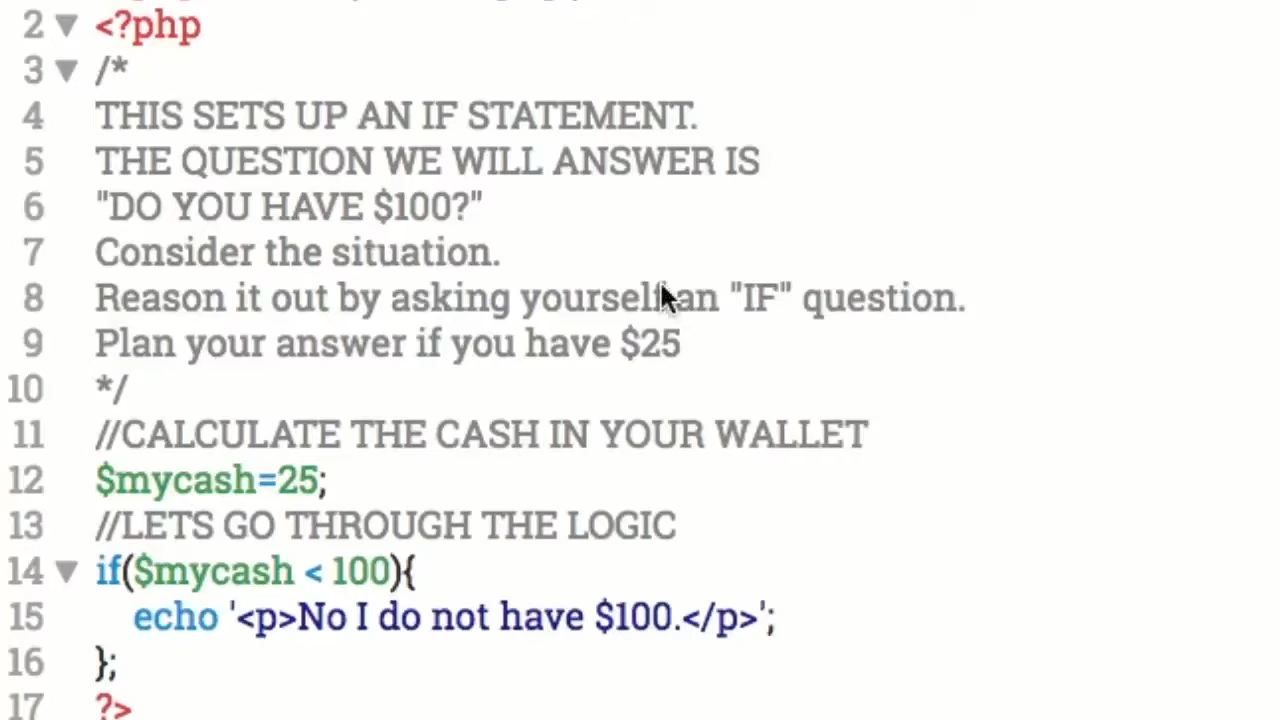 2 <?php
3 /*
4 THIS SETS UP AN IF STATEMENT.
5 THE QUESTION WE WILL ANSWER IS
6 "DO YOU HAVE $100?"
7 Consider the situation.
8 Reason it out by asking yourself an "IF" question.
9 Plan your answer if you have $25
10 */
11 //CALCULATE THE CASH IN YOUR WALLET
12 $mycash=25;
13 //LETS GO THROUGH THE LOGIC
14 if($mycash < 100){
15 echo '<p>No I do not have $100.</p>';
16 };
17 ?>